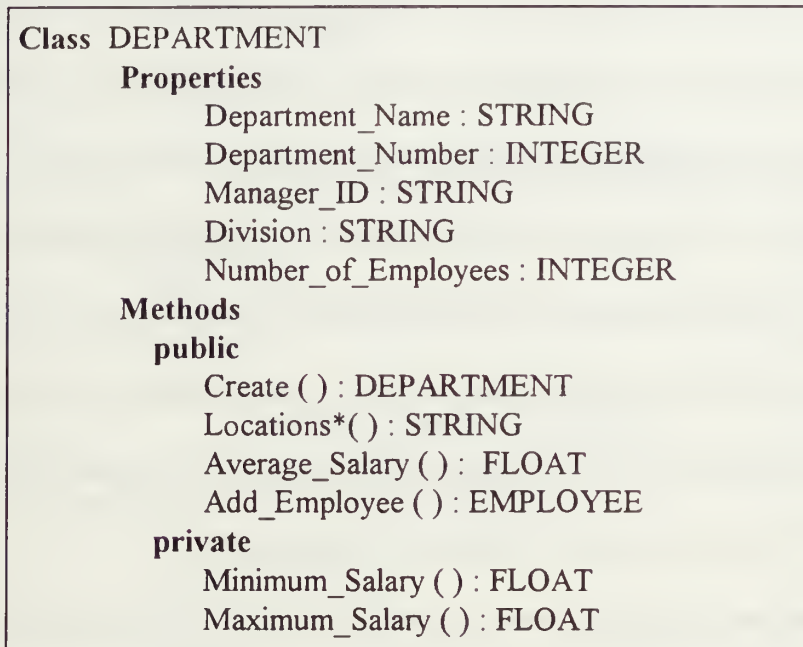 Class DEPARTMENT
Properties
Department_Name : STRING
Department_Number : INTEGER
Manager_ID : STRING
Division : STRING
Number_of_Employees : INTEGER
Methods
public
Create ( ) : DEPARTMENT
Locations*( ) : STRING
Average_Salary ( ) : FLOAT
Add_Employee ( ) : EMPLOYEE
private
Minimum_Salary ( ) : FLOAT
Maximum_Salary ( ) : FLOAT